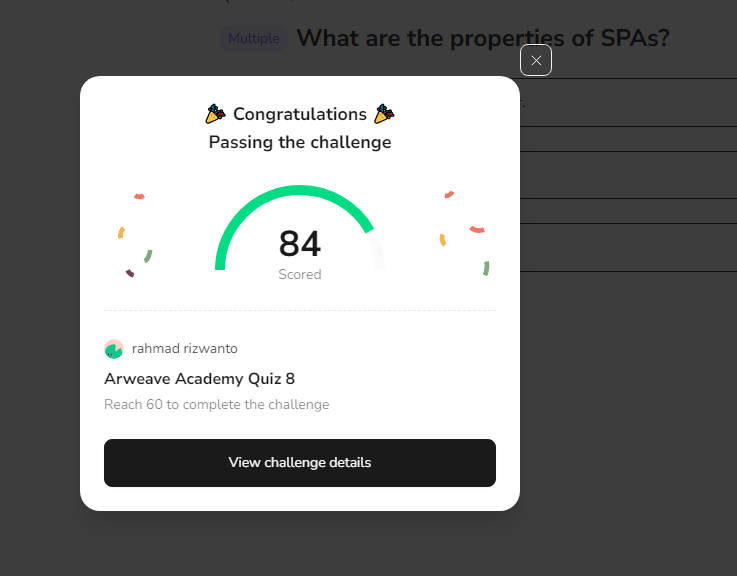 Multiple What are the properties of SPAs?
Congratulations
Passing the challenge
84
Scored
rahmad rizwanto
Arweave Academy Quiz 8
Reach 60 to complete the challenge
View challenge details